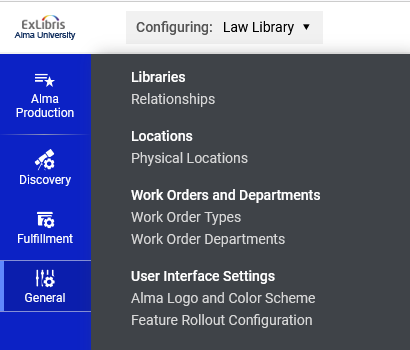 ExLibris
Alma University
Configuring: Law Library
Alma Production
Discovery
Fulfillment
General
Libraries
Relationships
Locations
Physical Locations
Work Orders and Departments
Work Order Types
Work Order Departments
User Interface Settings
Alma Logo and Color Scheme
Feature Rollout Configuration